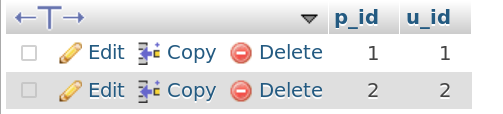 p_id u_id
Edit Copy Delete 1 1
Edit Copy Delete 2 2